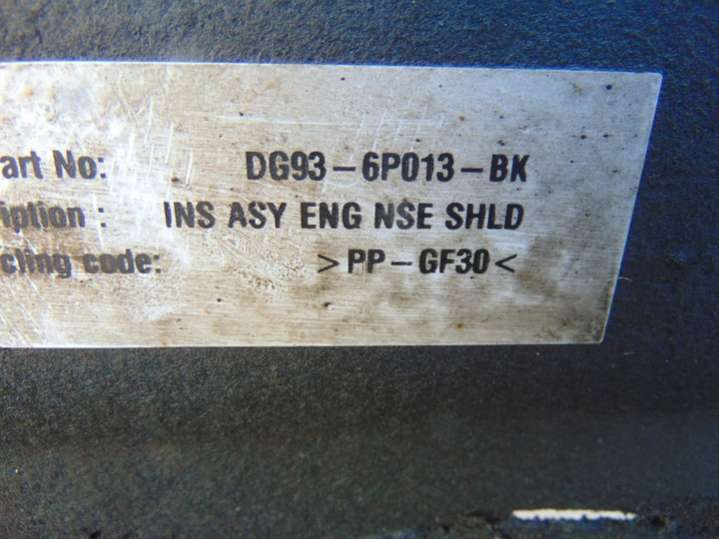 art No: DG93-6P013-BK
iption : INS ASY ENG NSE SHLD
cling code: >PP-GF30<